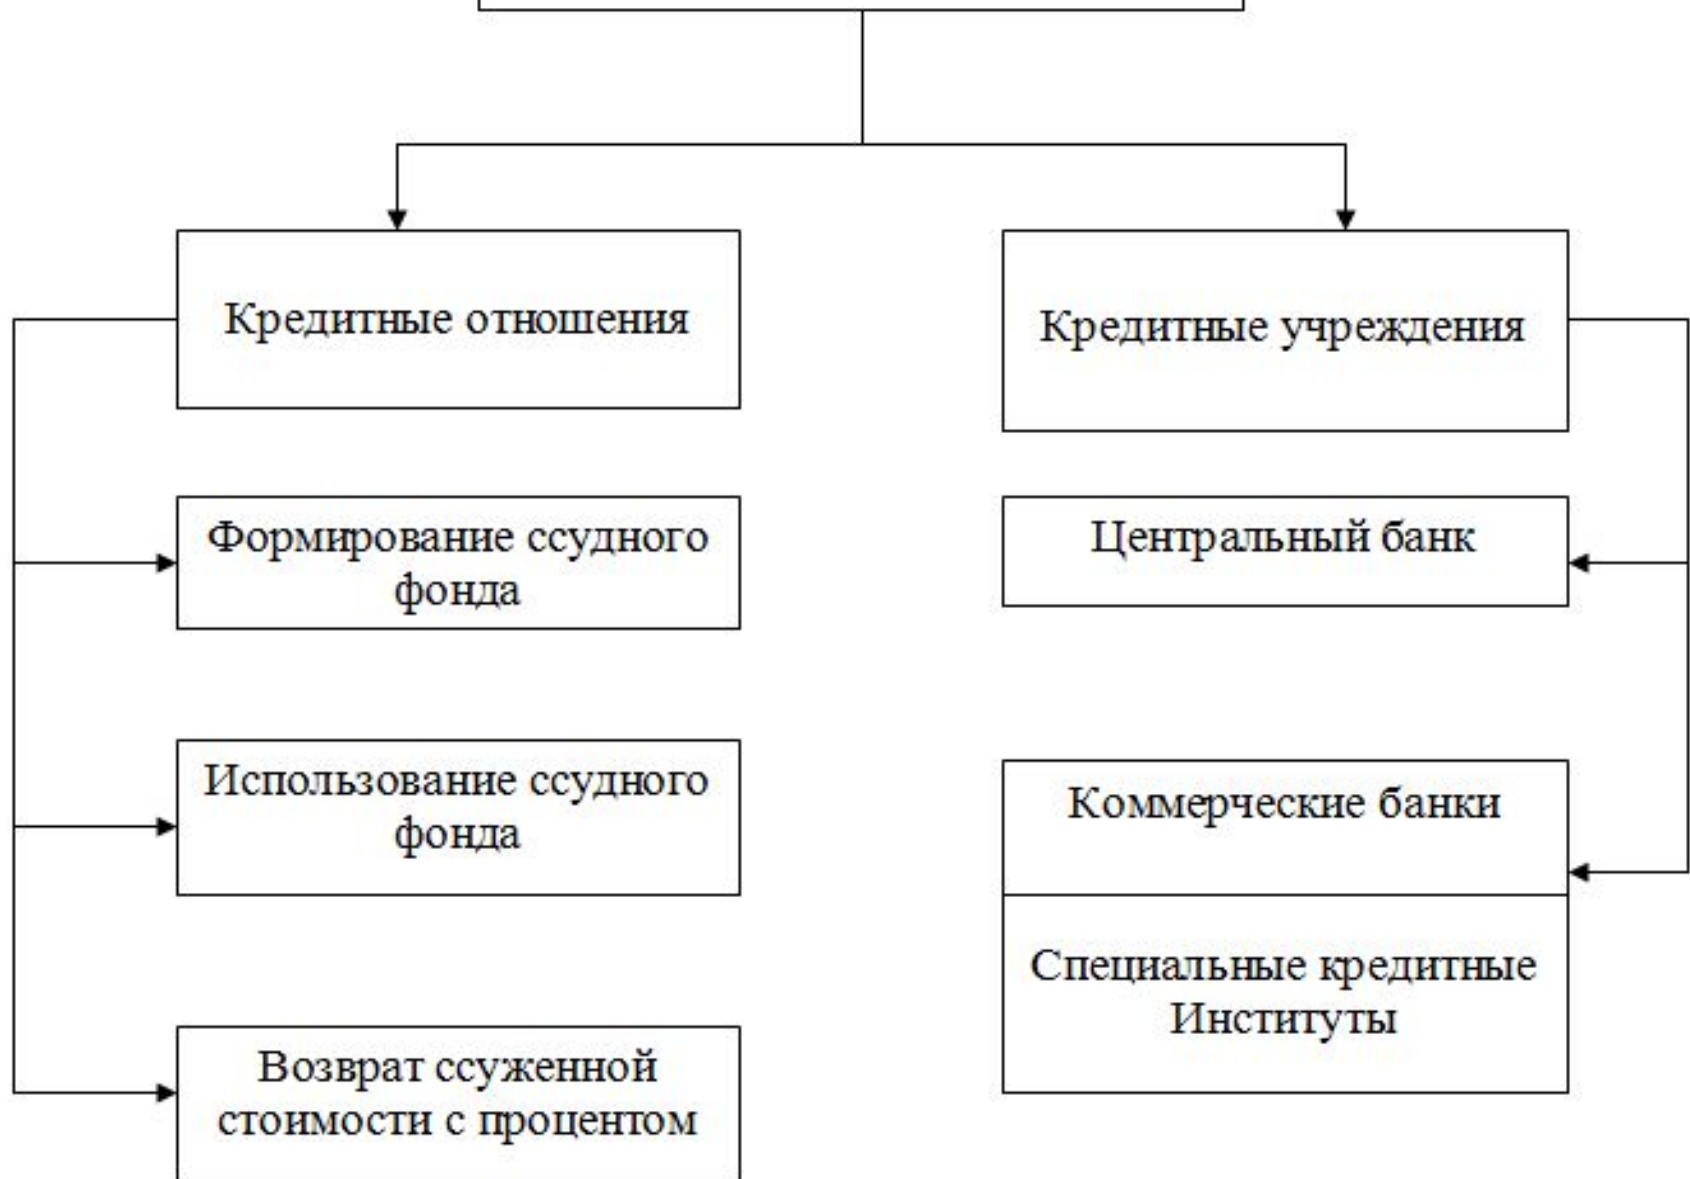 Кредитные отношения
Кредитные учреждения
Формирование ссудного
фонда
Центральный банк
Использование ссудного
фонда
Коммерческие банки
Специальные кредитные
Институты
Возврат ссуженной
стоимости с процентом